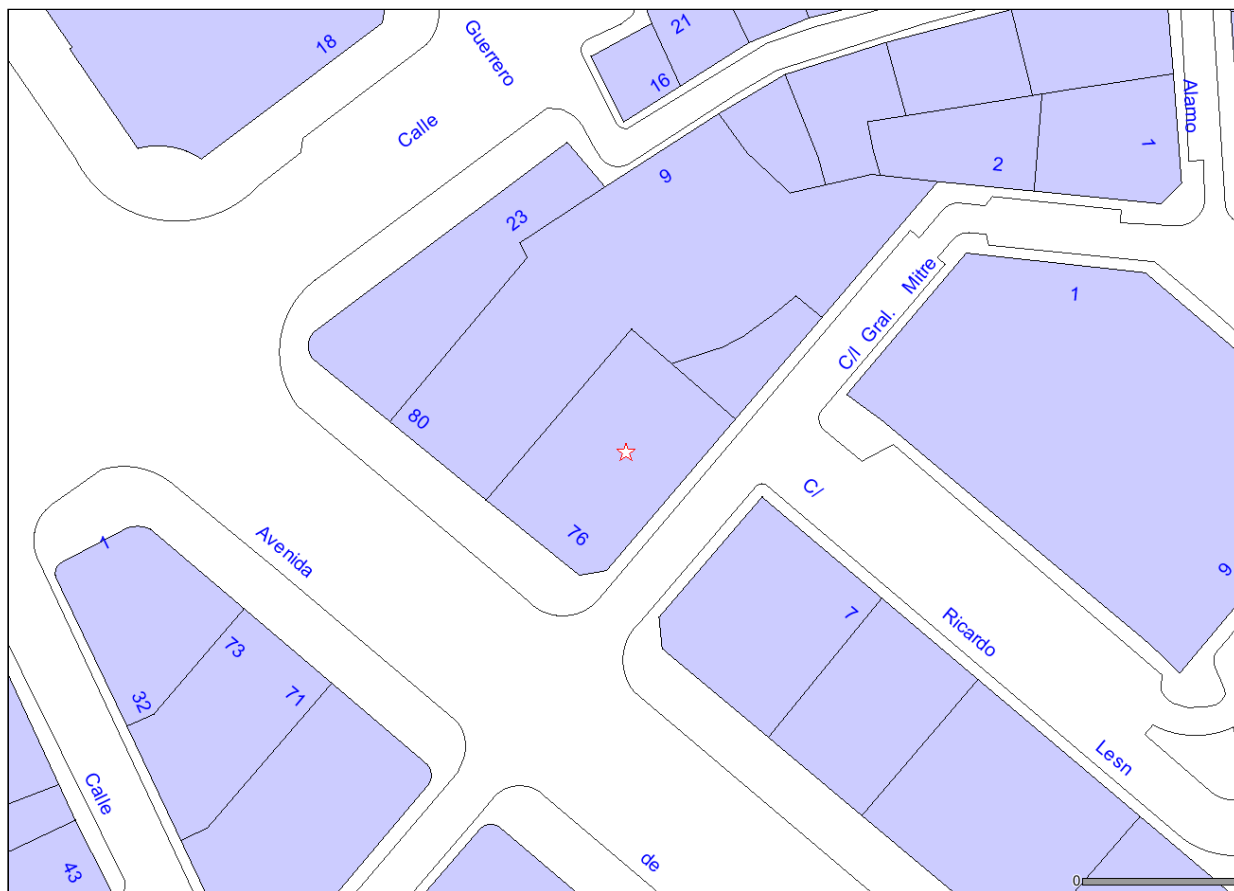 18
Guerrero
Calle
21
16
Alamo
1
2
9
23
C/l Gral. Mitre
1
80
76
C/
Ricardo
Lesn
9
7
Avenida
1
73
71
32
Calle
43
de
0